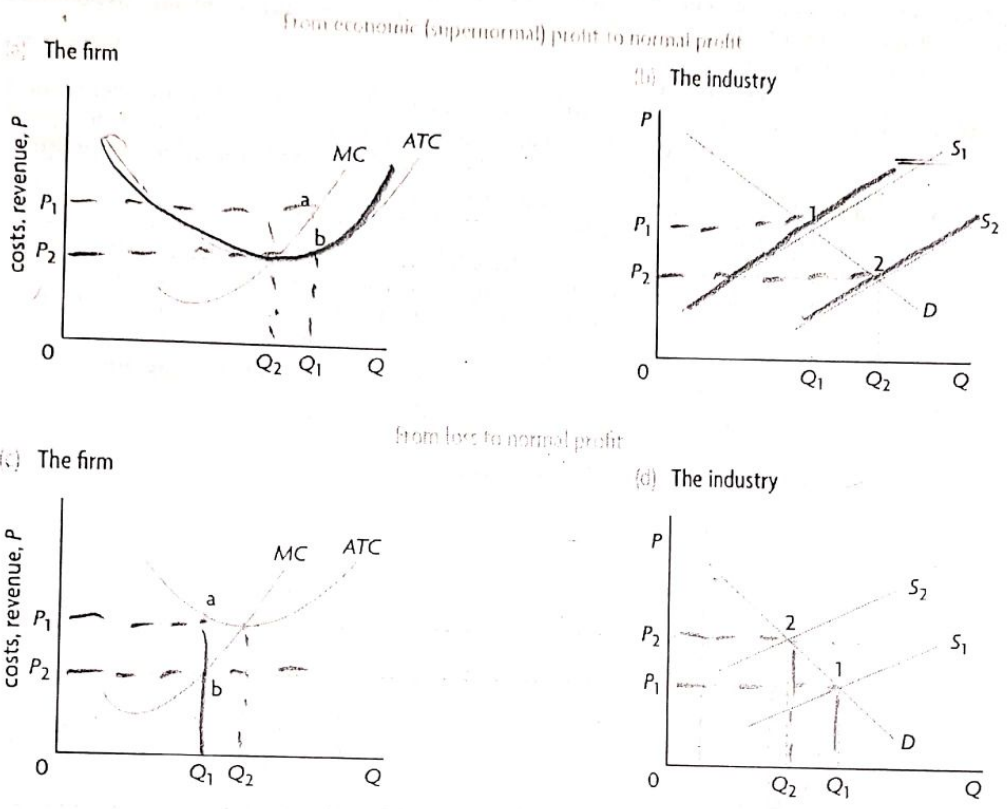 From economic (supernormal) profit to normal profit
(a) The firm
(b) The industry
costs, revenue, P
MC
ATC
P₁
a
P₂
b
0
Q₂ Q₁ Q
P
S₁
P₁
1
S₂
P₂
2
D
0
Q₁ Q₂ Q
from loss to normal profit
(c) The firm
(d) The industry
costs, revenue, P
MC
ATC
P₁
a
P₂
b
0
Q₁ Q₂ Q
P
S₂
P₂
2
S₁
P₁
1
D
0
Q₂ Q₁ Q